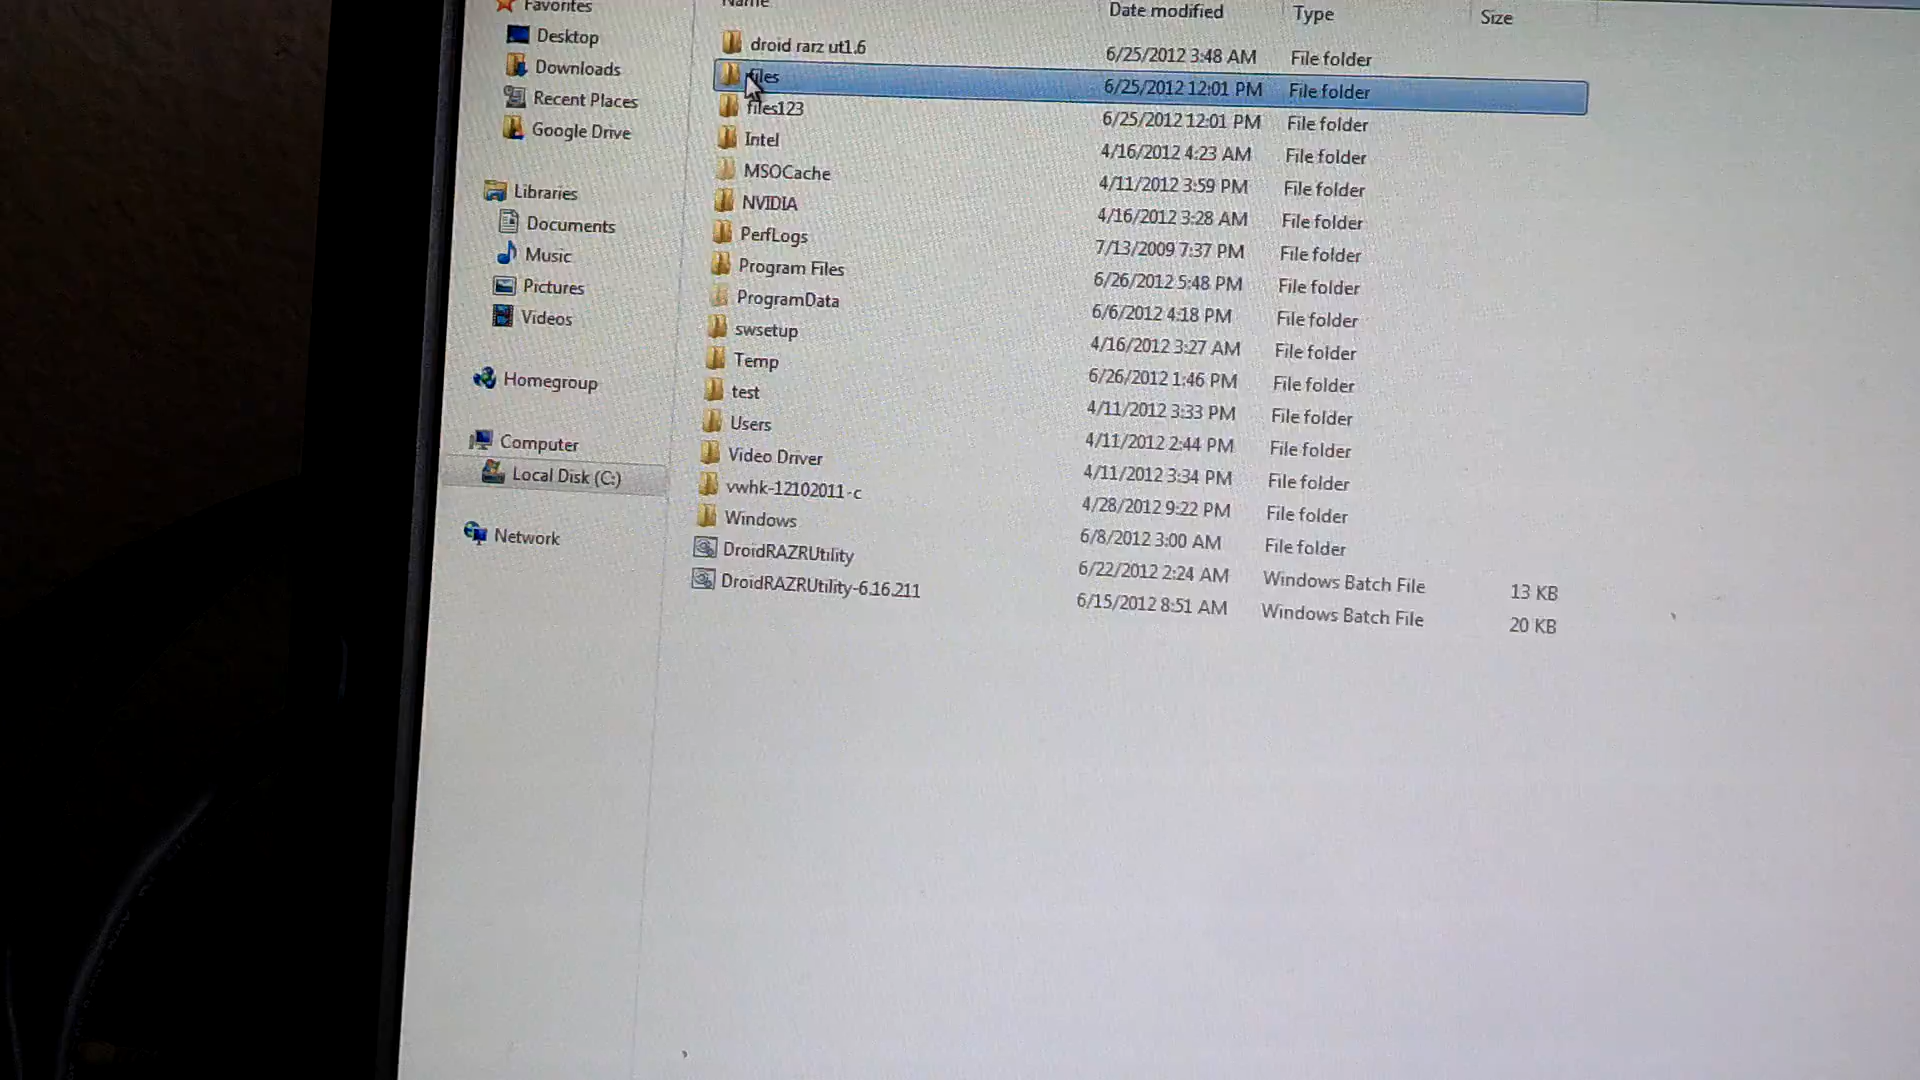 Favorites
Desktop
Downloads
Recent Places
Google Drive
Libraries
Documents
Music
Pictures
Videos
Homegroup
Computer
Local Disk (C:)
Network
Name Date modified Type Size
droid rarz ut1.6 6/25/2012 3:48 AM File folder
files 6/25/2012 12:01 PM File folder
files123 6/25/2012 12:01 PM File folder
Intel 4/16/2012 4:23 AM File folder
MSOCache 4/11/2012 3:59 PM File folder
NVIDIA 4/16/2012 3:28 AM File folder
PerfLogs 7/13/2009 7:37 PM File folder
Program Files 6/26/2012 5:48 PM File folder
ProgramData 6/6/2012 4:18 PM File folder
swsetup 4/16/2012 3:27 AM File folder
Temp 6/26/2012 1:46 PM File folder
test 4/11/2012 3:33 PM File folder
Users 4/11/2012 2:44 PM File folder
Video Driver 4/11/2012 3:34 PM File folder
vwhk-12102011-c 4/28/2012 9:22 PM File folder
Windows 6/8/2012 3:00 AM File folder
DroidRAZRUtility 6/22/2012 2:24 AM Windows Batch File 13 KB
DroidRAZRUtility-6.16.211 6/15/2012 8:51 AM Windows Batch File 20 KB